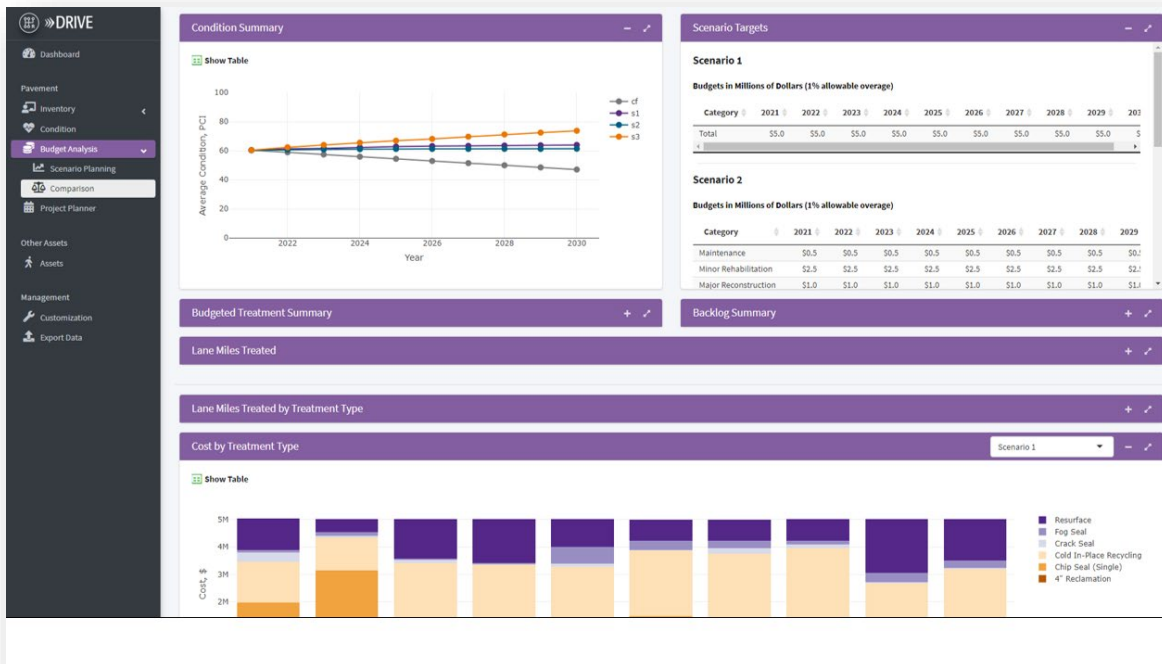 »DRIVE
Dashboard
Pavement
Inventory
Condition
Budget Analysis
Scenario Planning
Comparison
Project Planner
Other Assets
Assets
Management
Customization
Export Data
Condition Summary
Show Table
100
80
60
40
20
0
Average Condition, PCI
2022 2024 2026 2028 2030
Year
cf
s1
s2
s3
Scenario Targets
Scenario 1
Budgets in Millions of Dollars (1% allowable overage)
Category 2021 2022 2023 2024 2025 2026 2027 2028 2029 203
Total $5.0 $5.0 $5.0 $5.0 $5.0 $5.0 $5.0 $5.0 $5.0 $
Scenario 2
Budgets in Millions of Dollars (1% allowable overage)
Category 2021 2022 2023 2024 2025 2026 2027 2028 2029
Maintenance $0.5 $0.5 $0.5 $0.5 $0.5 $0.5 $0.5 $0.5 $0.
Minor Rehabilitation $2.5 $2.5 $2.5 $2.5 $2.5 $2.5 $2.5 $2.5 $2.
Major Reconstruction $1.0 $1.0 $1.0 $1.0 $1.0 $1.0 $1.0 $1.0 $1.
Budgeted Treatment Summary
Backlog Summary
Lane Miles Treated
Lane Miles Treated by Treatment Type
Cost by Treatment Type
Scenario 1
Show Table
5M
4M
3M
2M
Cost, $
Resurface
Fog Seal
Crack Seal
Cold In-Place Recycling
Chip Seal (Single)
4" Reclamation